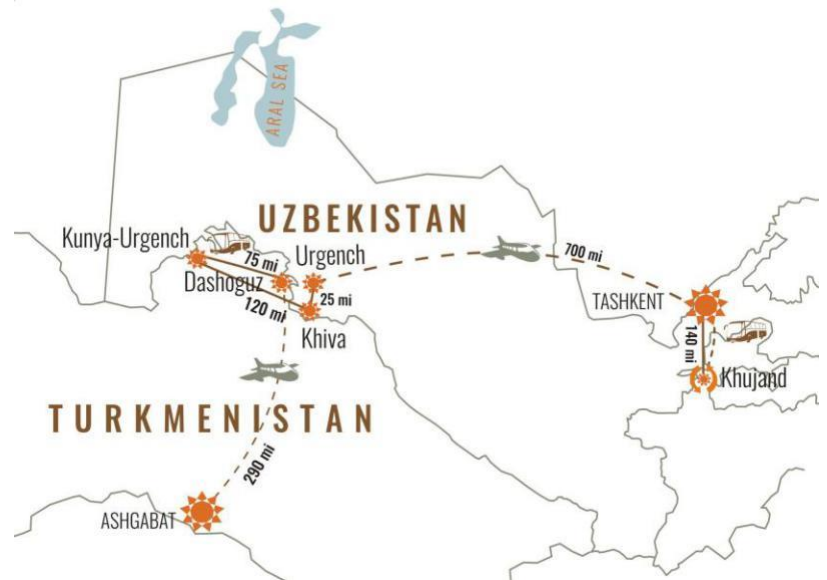 ARAL SEA
UZBEKISTAN
Kunya-Urgench
75 mi
Urgench
700 mi
Dashoguz
120 mi
25 mi
TASHKENT
Khiva
140 mi
Khujand
TURKMENISTAN
290 mi
ASHGABAT